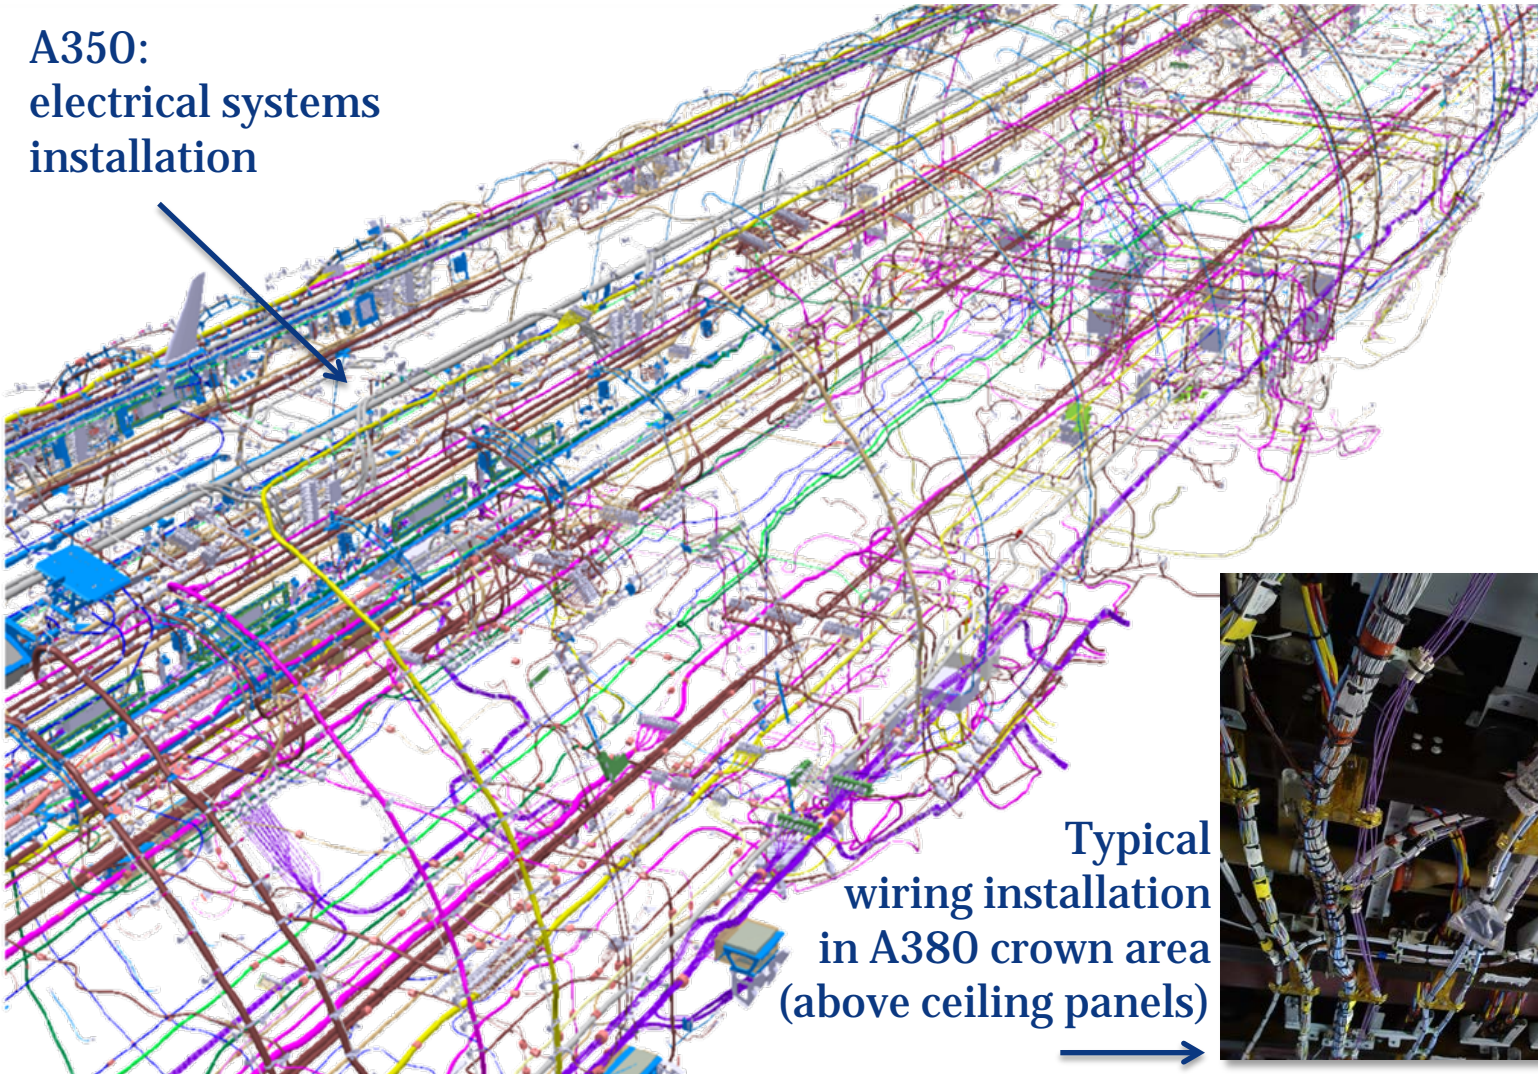 A350:
electrical systems
installation
Typical
wiring installation
in A380 crown area
(above ceiling panels)